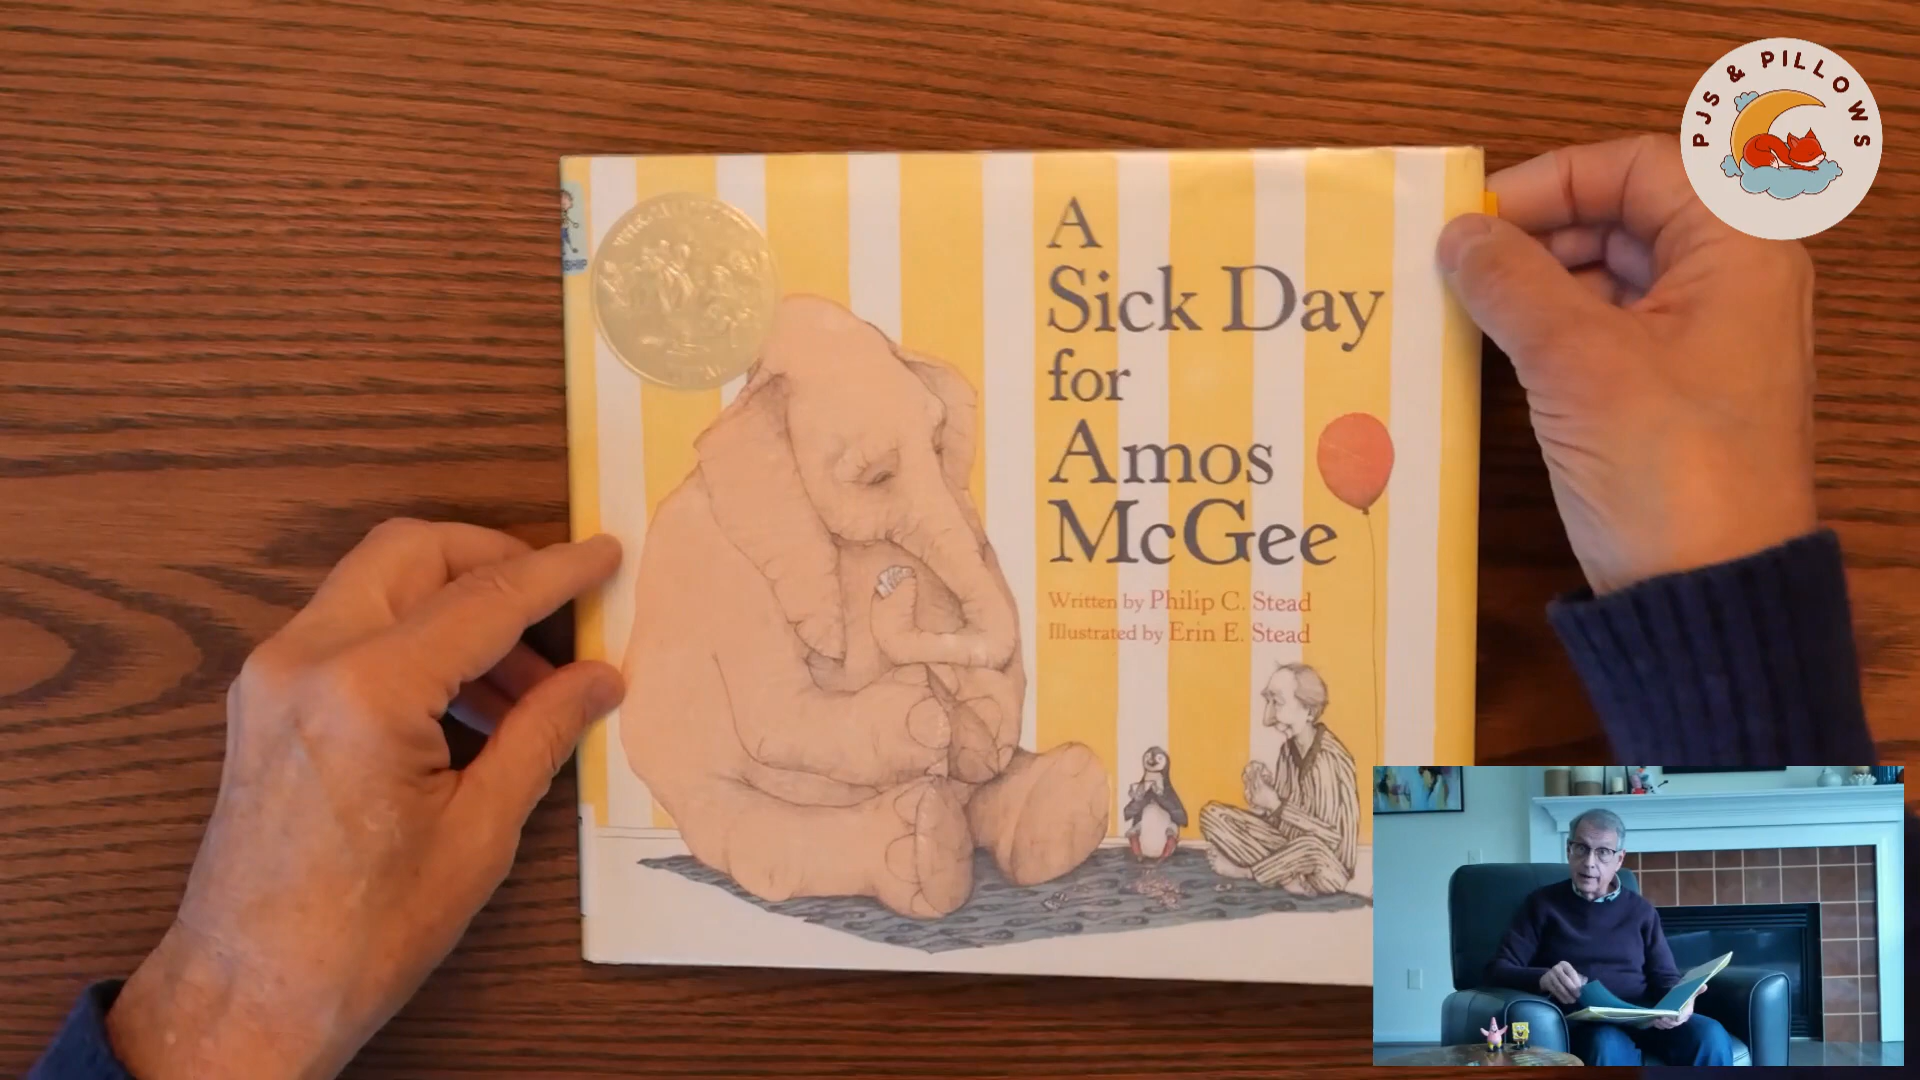 PJS & PILLOWS
A
Sick Day
for
Amos
McGee
Written by Philip C. Stead
Illustrated by Erin E. Stead